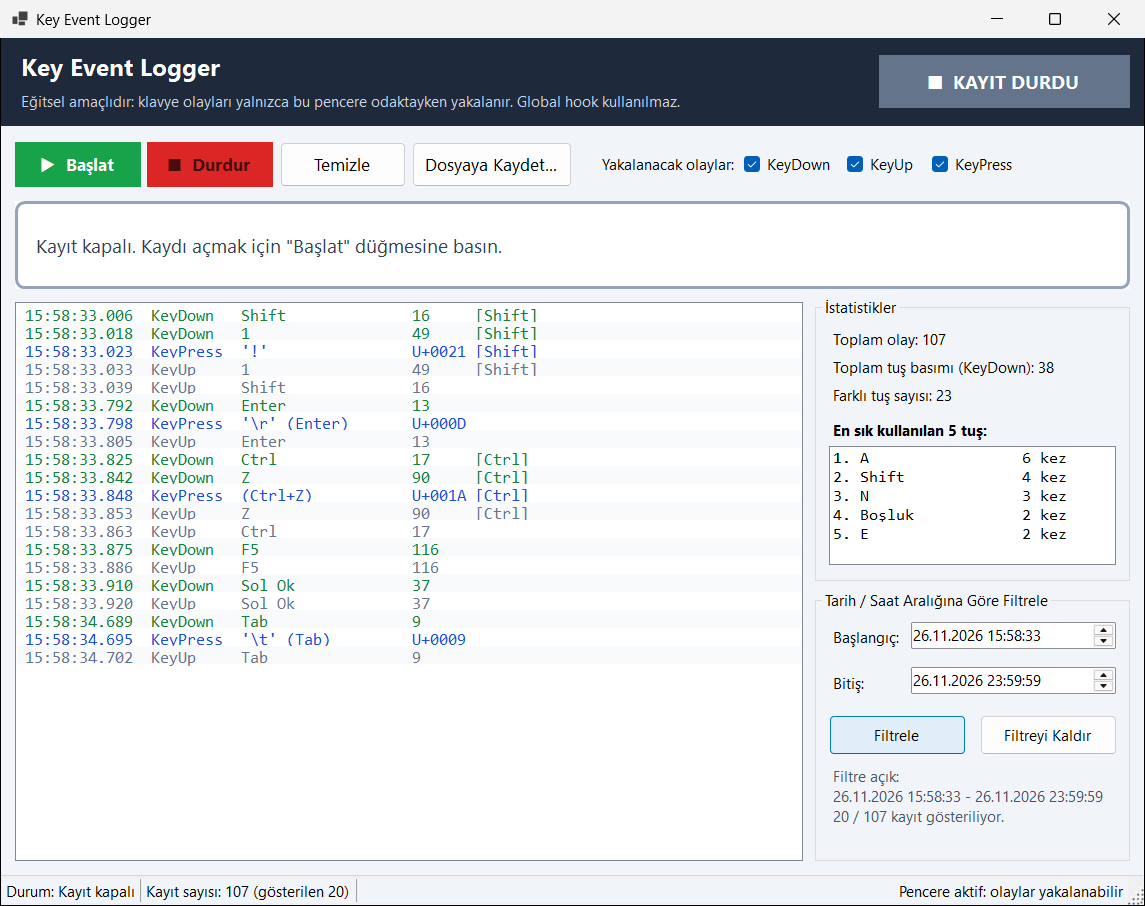 Key Event Logger
Key Event Logger
Eğitsel amaçlıdır: klavye olayları yalnızca bu pencere odaktayken yakalanır. Global hook kullanılmaz.
KAYIT DURDU
Başlat
Durdur
Temizle
Dosyaya Kaydet...
Yakalanacak olaylar:
KeyDown
KeyUp
KeyPress
Kayıt kapalı. Kaydı açmak için "Başlat" düğmesine basın.
15:58:33.006 KeyDown Shift 16 [Shift]
15:58:33.018 KeyDown 1 49 [Shift]
15:58:33.023 KeyPress '!' U+0021 [Shift]
15:58:33.033 KeyUp 1 49 [Shift]
15:58:33.039 KeyUp Shift 16
15:58:33.792 KeyDown Enter 13
15:58:33.798 KeyPress '\r' (Enter) U+000D
15:58:33.805 KeyUp Enter 13
15:58:33.825 KeyDown Ctrl 17 [Ctrl]
15:58:33.842 KeyDown Z 90 [Ctrl]
15:58:33.848 KeyPress (Ctrl+Z) U+001A [Ctrl]
15:58:33.853 KeyUp Z 90 [Ctrl]
15:58:33.863 KeyUp Ctrl 17
15:58:33.875 KeyDown F5 116
15:58:33.886 KeyUp F5 116
15:58:33.910 KeyDown Sol Ok 37
15:58:33.920 KeyUp Sol Ok 37
15:58:34.689 KeyDown Tab 9
15:58:34.695 KeyPress '\t' (Tab) U+0009
15:58:34.702 KeyUp Tab 9
İstatistikler
Toplam olay: 107
Toplam tuş basımı (KeyDown): 38
Farklı tuş sayısı: 23
En sık kullanılan 5 tuş:
1. A 6 kez
2. Shift 4 kez
3. N 3 kez
4. Boşluk 2 kez
5. E 2 kez
Tarih / Saat Aralığına Göre Filtrele
Başlangıç: 26.11.2026 15:58:33
Bitiş: 26.11.2026 23:59:59
Filtrele
Filtreyi Kaldır
Filtre açık:
26.11.2026 15:58:33 - 26.11.2026 23:59:59
20 / 107 kayıt gösteriliyor.
Durum: Kayıt kapalı
Kayıt sayısı: 107 (gösterilen 20)
Pencere aktif: olaylar yakalanabilir